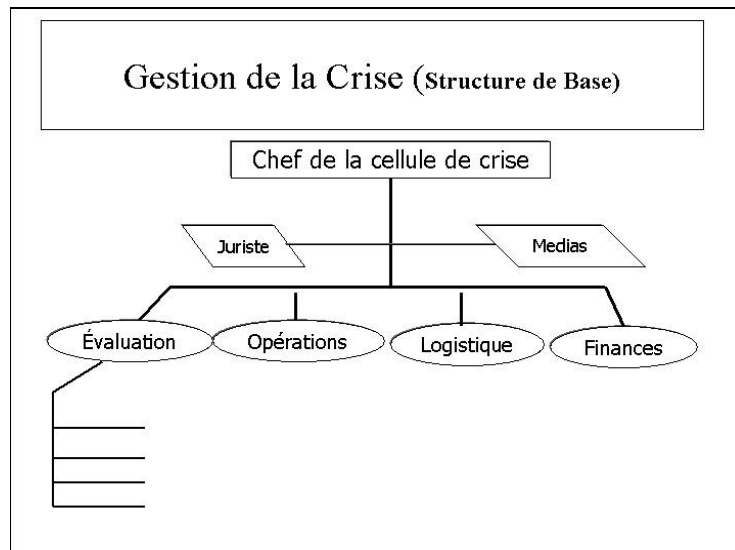 Gestion de la Crise (Structure de Base)
Chef de la cellule de crise
Juriste
Medias
Évaluation
Opérations
Logistique
Finances